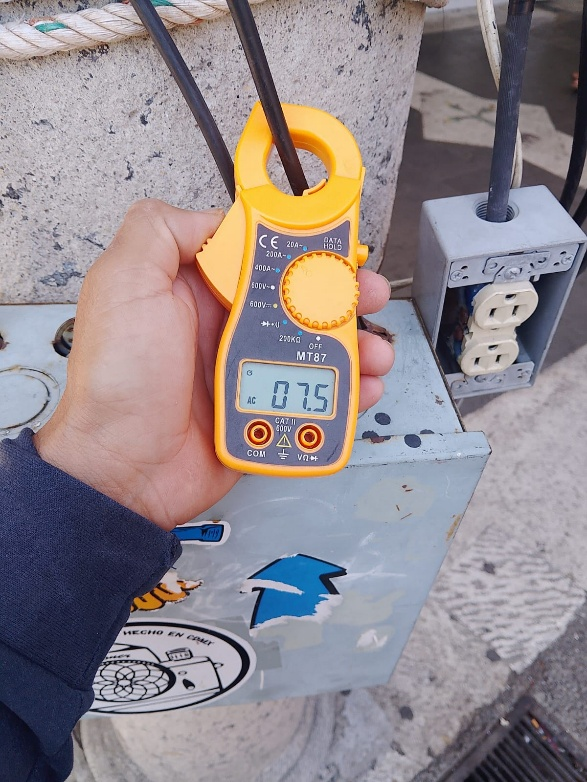 CE
20A~
DATA
HOLD
200A~
400A~
600V~
600V⎓
200KΩ
OFF
MT87
AC
07.5
CAT II
600V
COM
VΩ
HECHO EN CDMX